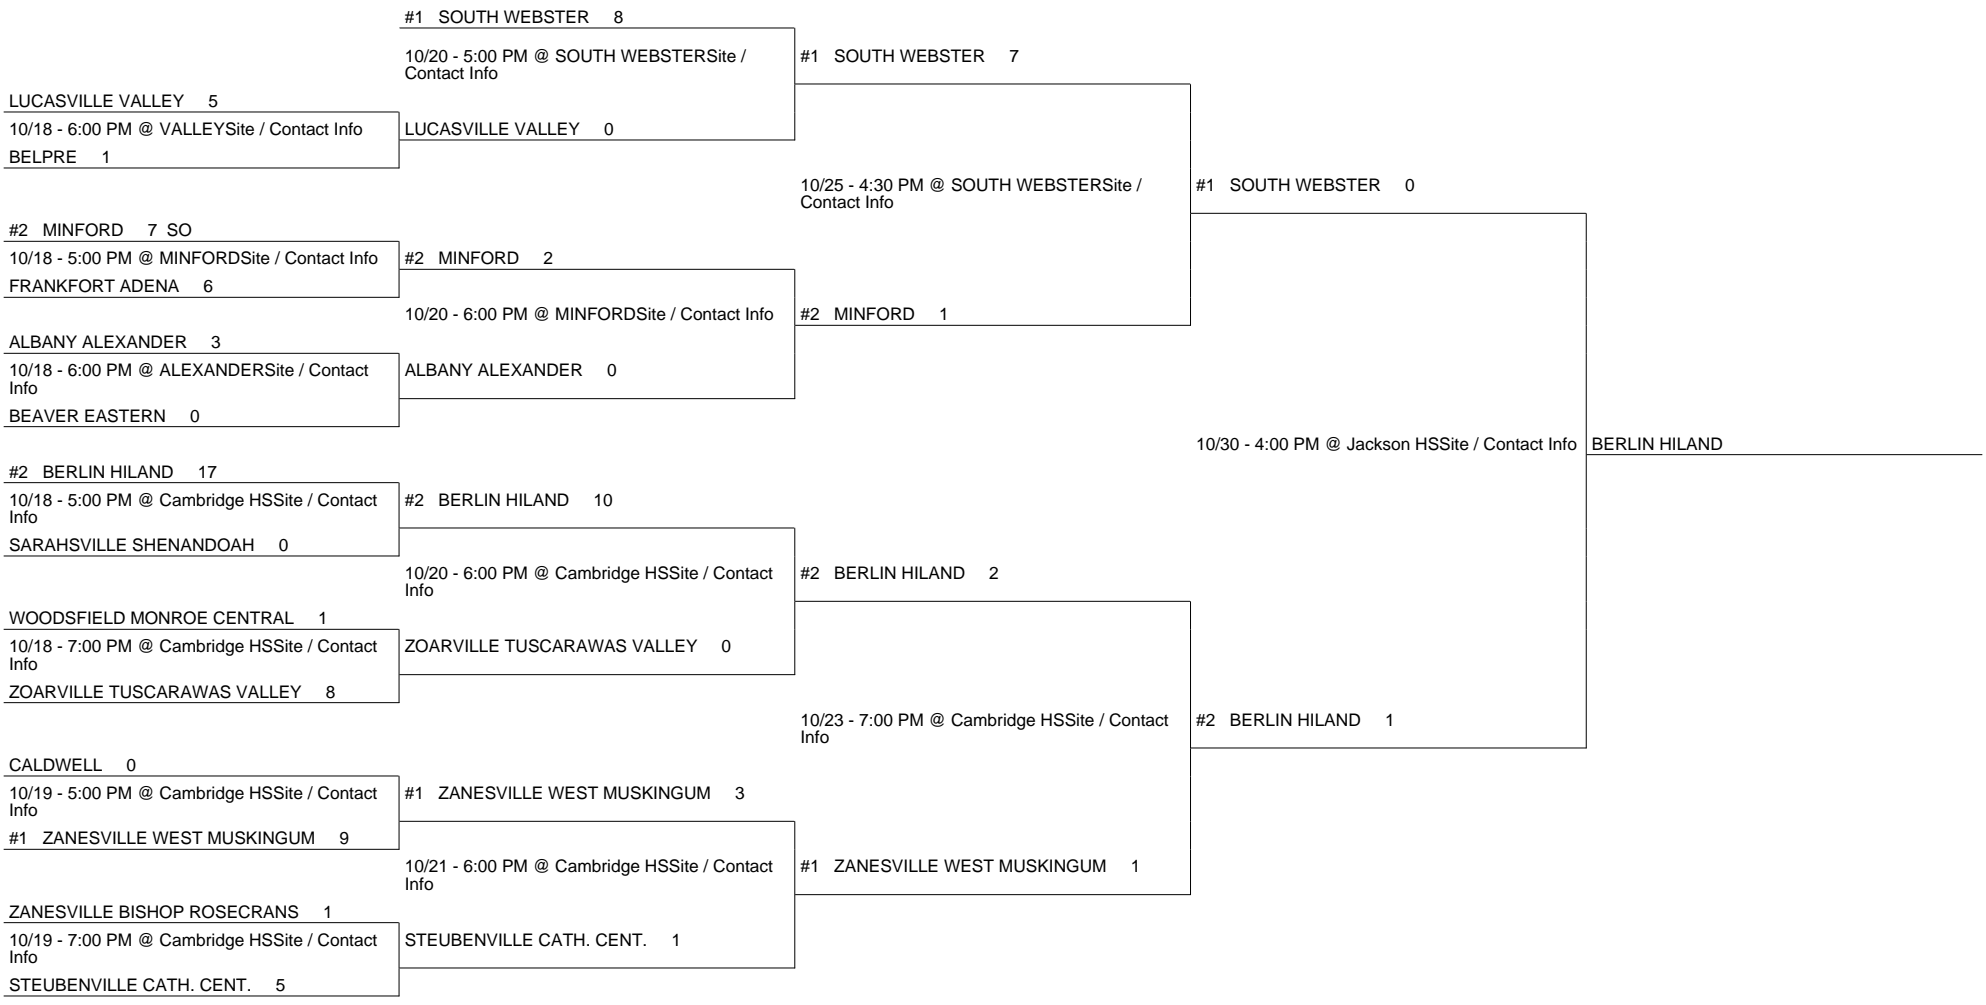 #1 SOUTH WEBSTER 8
10/20 - 5:00 PM @ SOUTH WEBSTERSite /
Contact Info
#1 SOUTH WEBSTER 7
LUCASVILLE VALLEY 5
10/18 - 6:00 PM @ VALLEYSite / Contact Info
BELPRE 1
LUCASVILLE VALLEY 0
10/25 - 4:30 PM @ SOUTH WEBSTERSite /
Contact Info
#1 SOUTH WEBSTER 0
#2 MINFORD 7 SO
10/18 - 5:00 PM @ MINFORDSite / Contact Info
FRANKFORT ADENA 6
#2 MINFORD 2
10/20 - 6:00 PM @ MINFORDSite / Contact Info
#2 MINFORD 1
ALBANY ALEXANDER 3
10/18 - 6:00 PM @ ALEXANDERSite / Contact
Info
BEAVER EASTERN 0
ALBANY ALEXANDER 0
10/30 - 4:00 PM @ Jackson HSSite / Contact Info
BERLIN HILAND
#2 BERLIN HILAND 17
10/18 - 5:00 PM @ Cambridge HSSite / Contact
Info
SARAHSVILLE SHENANDOAH 0
#2 BERLIN HILAND 10
10/20 - 6:00 PM @ Cambridge HSSite / Contact
Info
#2 BERLIN HILAND 2
WOODSFIELD MONROE CENTRAL 1
10/18 - 7:00 PM @ Cambridge HSSite / Contact
Info
ZOARVILLE TUSCARAWAS VALLEY 8
ZOARVILLE TUSCARAWAS VALLEY 0
10/23 - 7:00 PM @ Cambridge HSSite / Contact
Info
#2 BERLIN HILAND 1
CALDWELL 0
10/19 - 5:00 PM @ Cambridge HSSite / Contact
Info
#1 ZANESVILLE WEST MUSKINGUM 9
#1 ZANESVILLE WEST MUSKINGUM 3
10/21 - 6:00 PM @ Cambridge HSSite / Contact
Info
#1 ZANESVILLE WEST MUSKINGUM 1
ZANESVILLE BISHOP ROSECRANS 1
10/19 - 7:00 PM @ Cambridge HSSite / Contact
Info
STEUBENVILLE CATH. CENT. 5
STEUBENVILLE CATH. CENT. 1